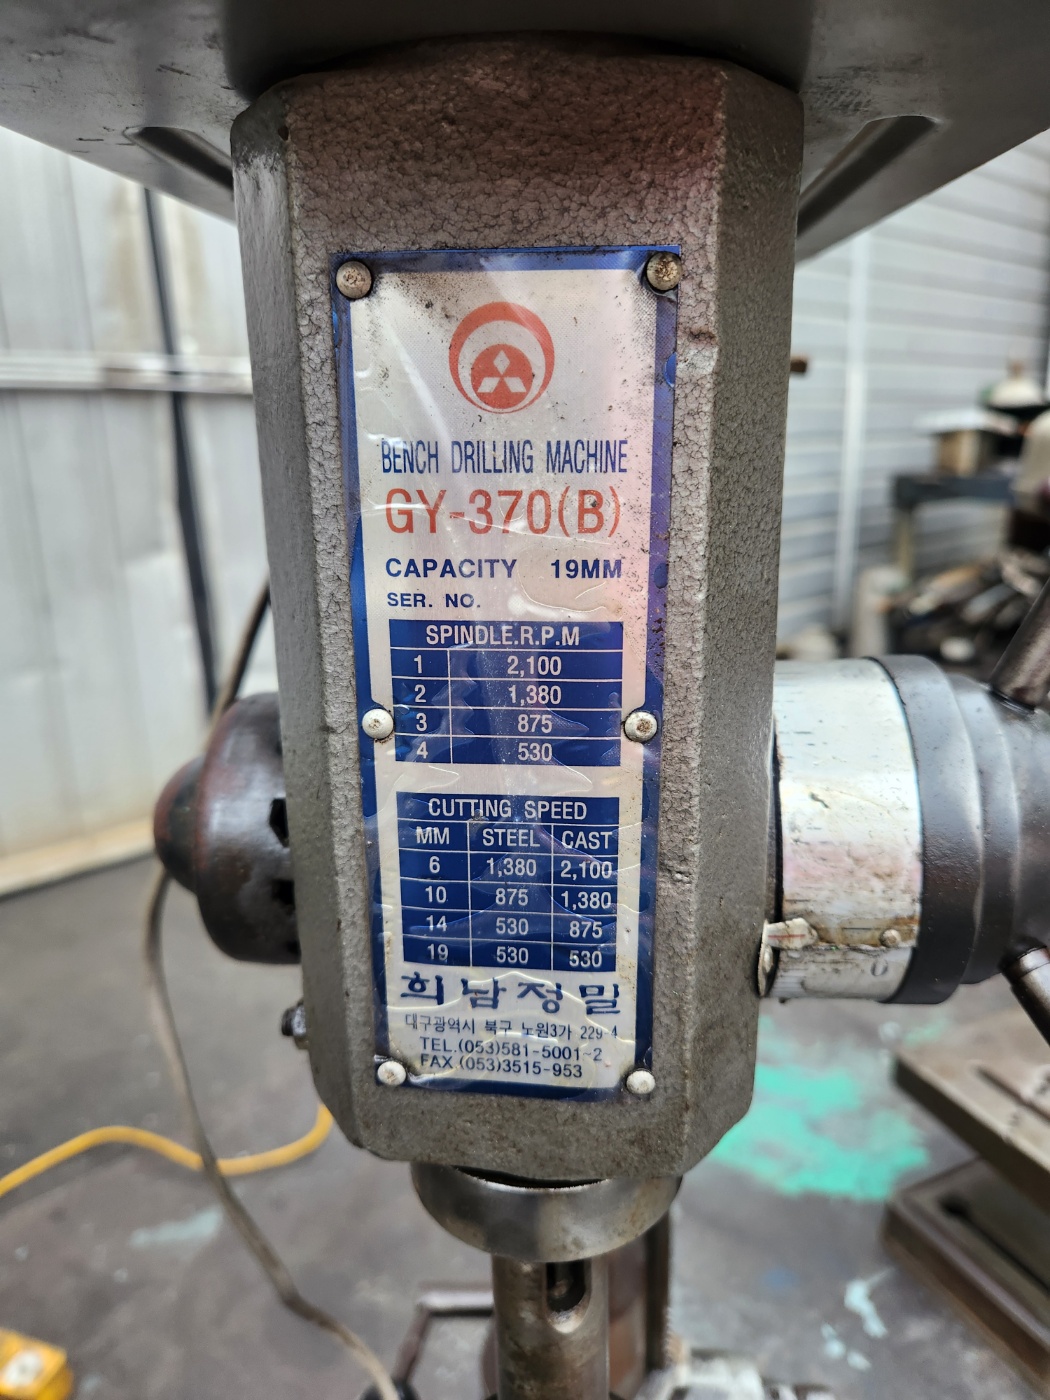 BENCH DRILLING MACHINE
GY-370(B)
CAPACITY 19MM
SER. NO.
SPINDLE.R.P.M
1 2,100
2 1,380
3 875
4 530
CUTTING SPEED
MM STEEL CAST
6 1,380 2,100
10 875 1,380
14 530 875
19 530 530
희남정밀
대구광역시 북구 노원3가 229-4
TEL.(053)581-5001~2
FAX (053)3515-953
0